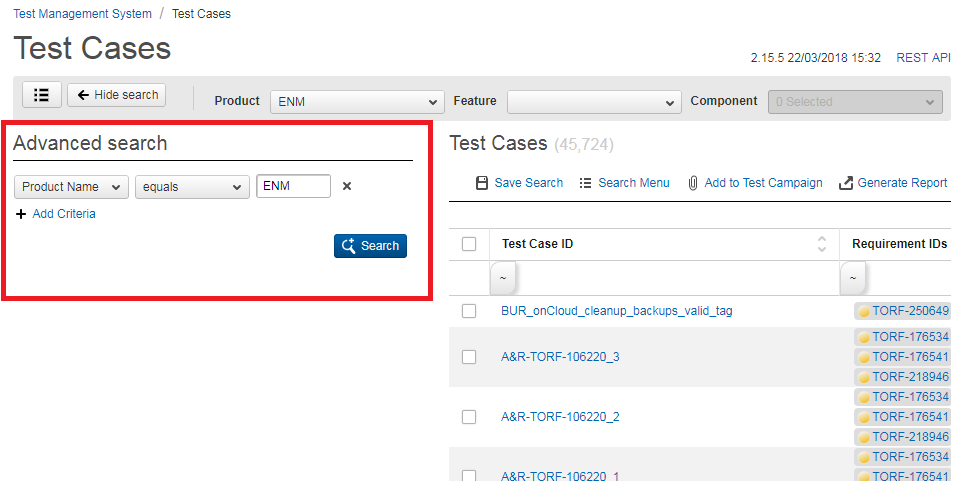 Test Management System / Test Cases
Test Cases
2.15.5 22/03/2018 15:32 REST API
Hide search Product ENM Feature Component 0 Selected
Advanced search
Product Name equals ENM
Add Criteria
Search
Test Cases (45,724)
Save Search Search Menu Add to Test Campaign Generate Report
Test Case ID Requirement IDs
~ ~
BUR_onCloud_cleanup_backups_valid_tag TORF-250649
TORF-176534
A&R-TORF-106220_3 TORF-176541
TORF-218946
TORF-176534
A&R-TORF-106220_2 TORF-176541
TORF-218946
TORF-176534
A&R-TORF-106220_1 TORF-176541